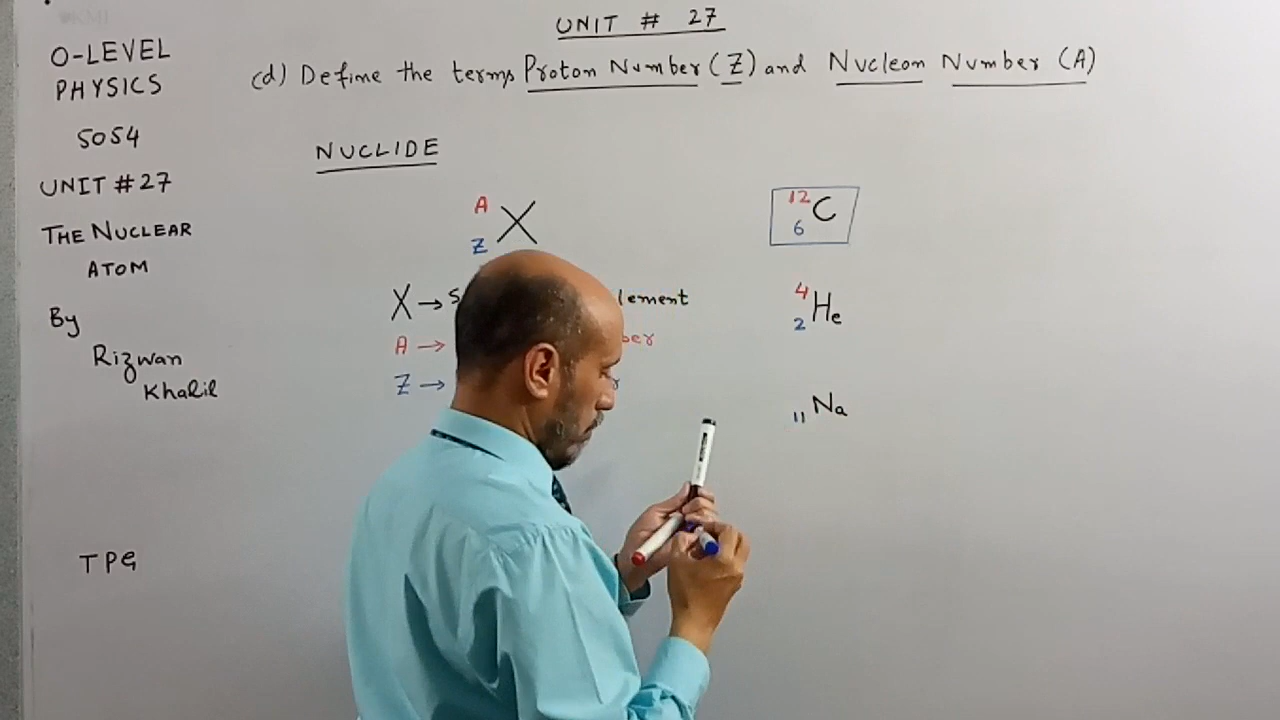 UNIT # 27
O-LEVEL
PHYSICS
5054
UNIT # 27
THE NUCLEAR
ATOM
By
Rizwan
Khalil
TPG
(d) Define the terms Proton Number (Z) and Nucleon Number (A)
NUCLIDE
A
Z X
X → S lement
A → ber
Z → r
12
6 C
4
2 He
11 Na